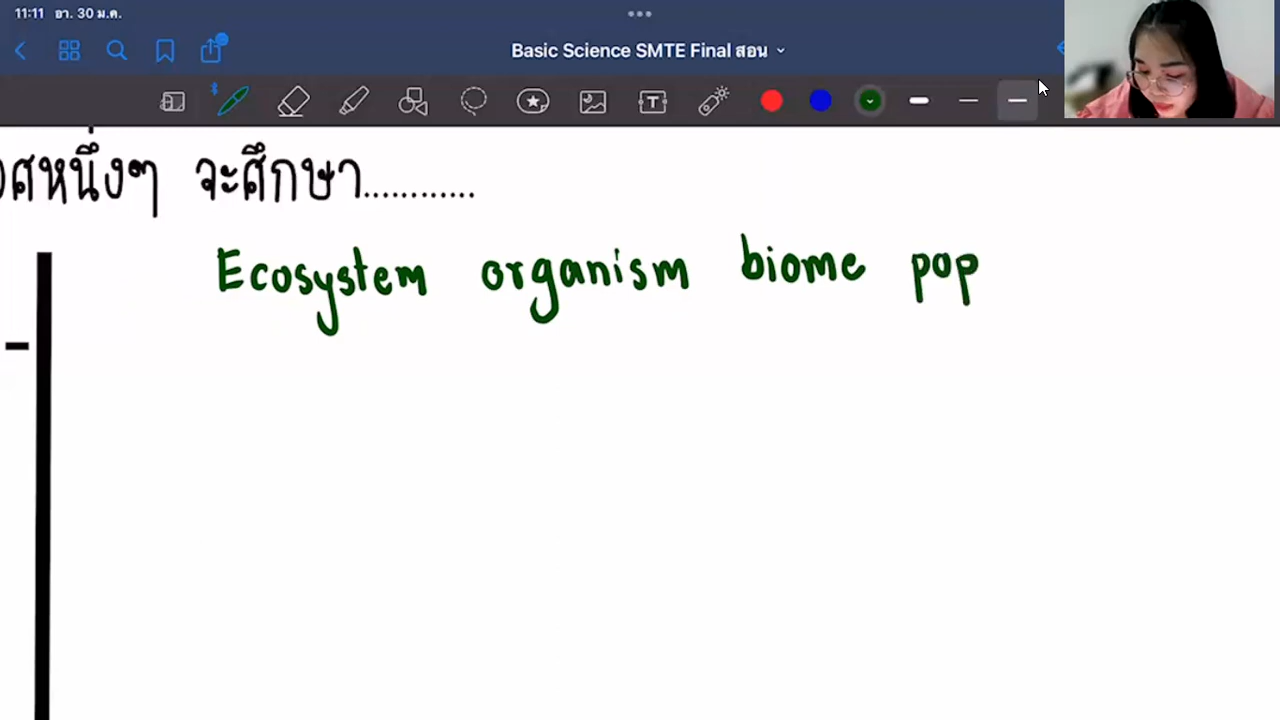 11:11 อา. 30 ม.ค.
Basic Science SMTE Final สอน
ศหนึ่งๆ จะศึกษา............
Ecosystem organism biome pop